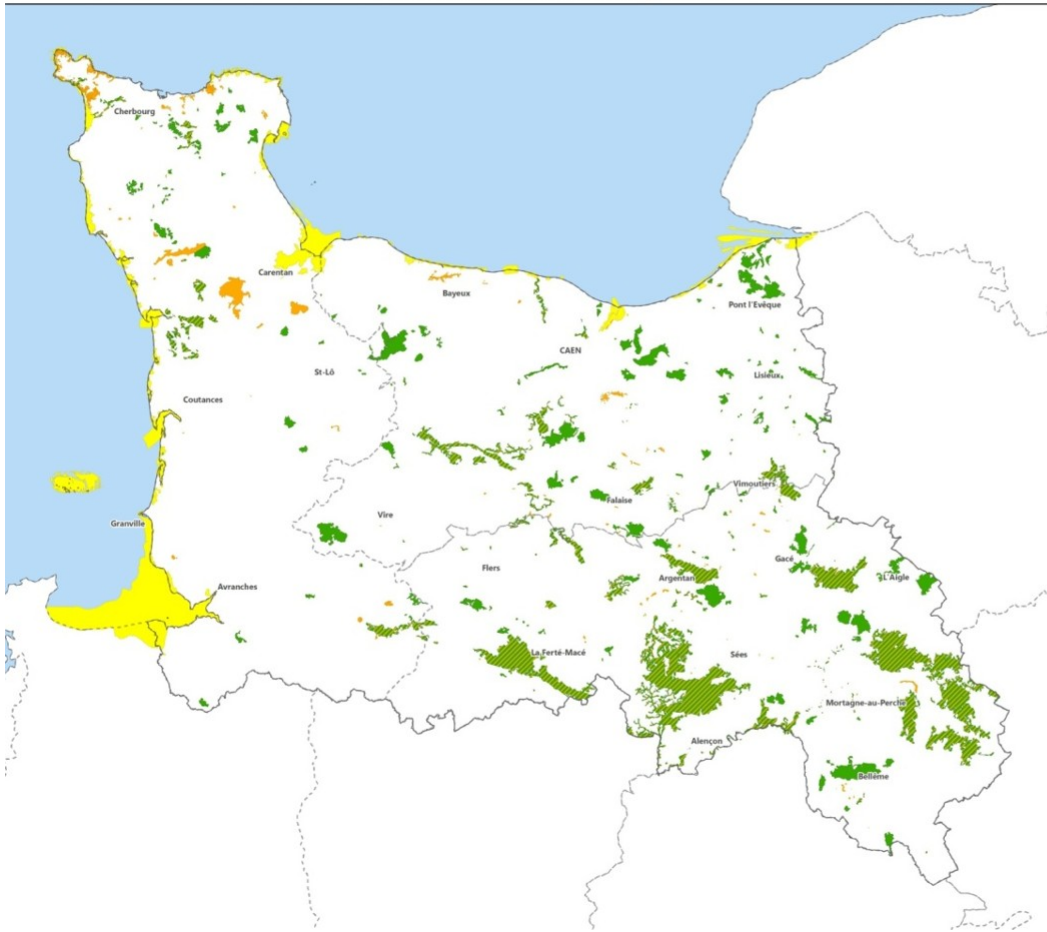 Cherbourg
Carentan
Bayeux
Pont l'Evêque
CAEN
St-Lô
Lisieux
Coutances
Vimoutiers
Falaise
Vire
Granville
Gacé
Flers
Argentan
L'Aigle
Avranches
La Ferté-Macé
Sées
Mortagne-au-Perche
Alençon
Bellême